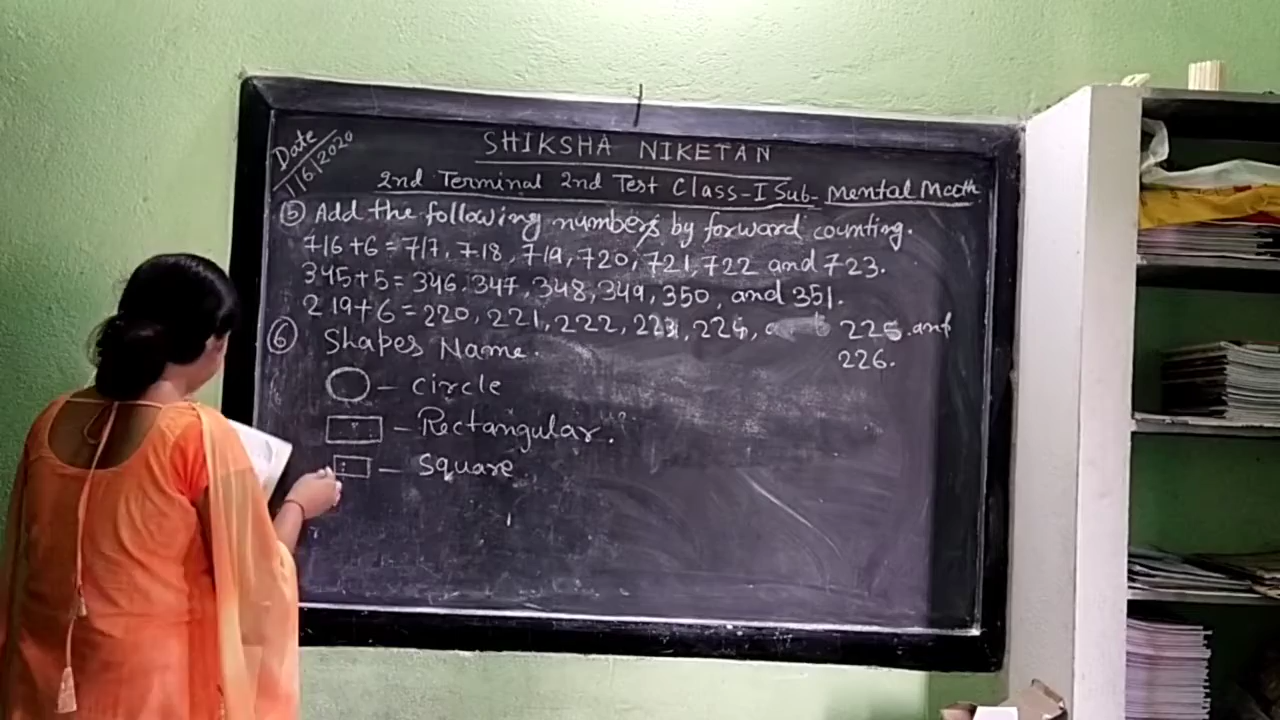 Date
1/6/2020
SHIKSHA NIKETAN
2nd Terminal 2nd Test Class-I Sub- Mental Math
⑤ Add the following numbers by forward counting.
716+6=717, 718, 719, 720, 721, 722 and 723.
345+5=346, 347, 348, 349, 350, and 351.
219+6=220, 221, 222, 223, 224, 225 and
226.
⑥ Shapes Name.
– circle
– Rectangular.
– Square